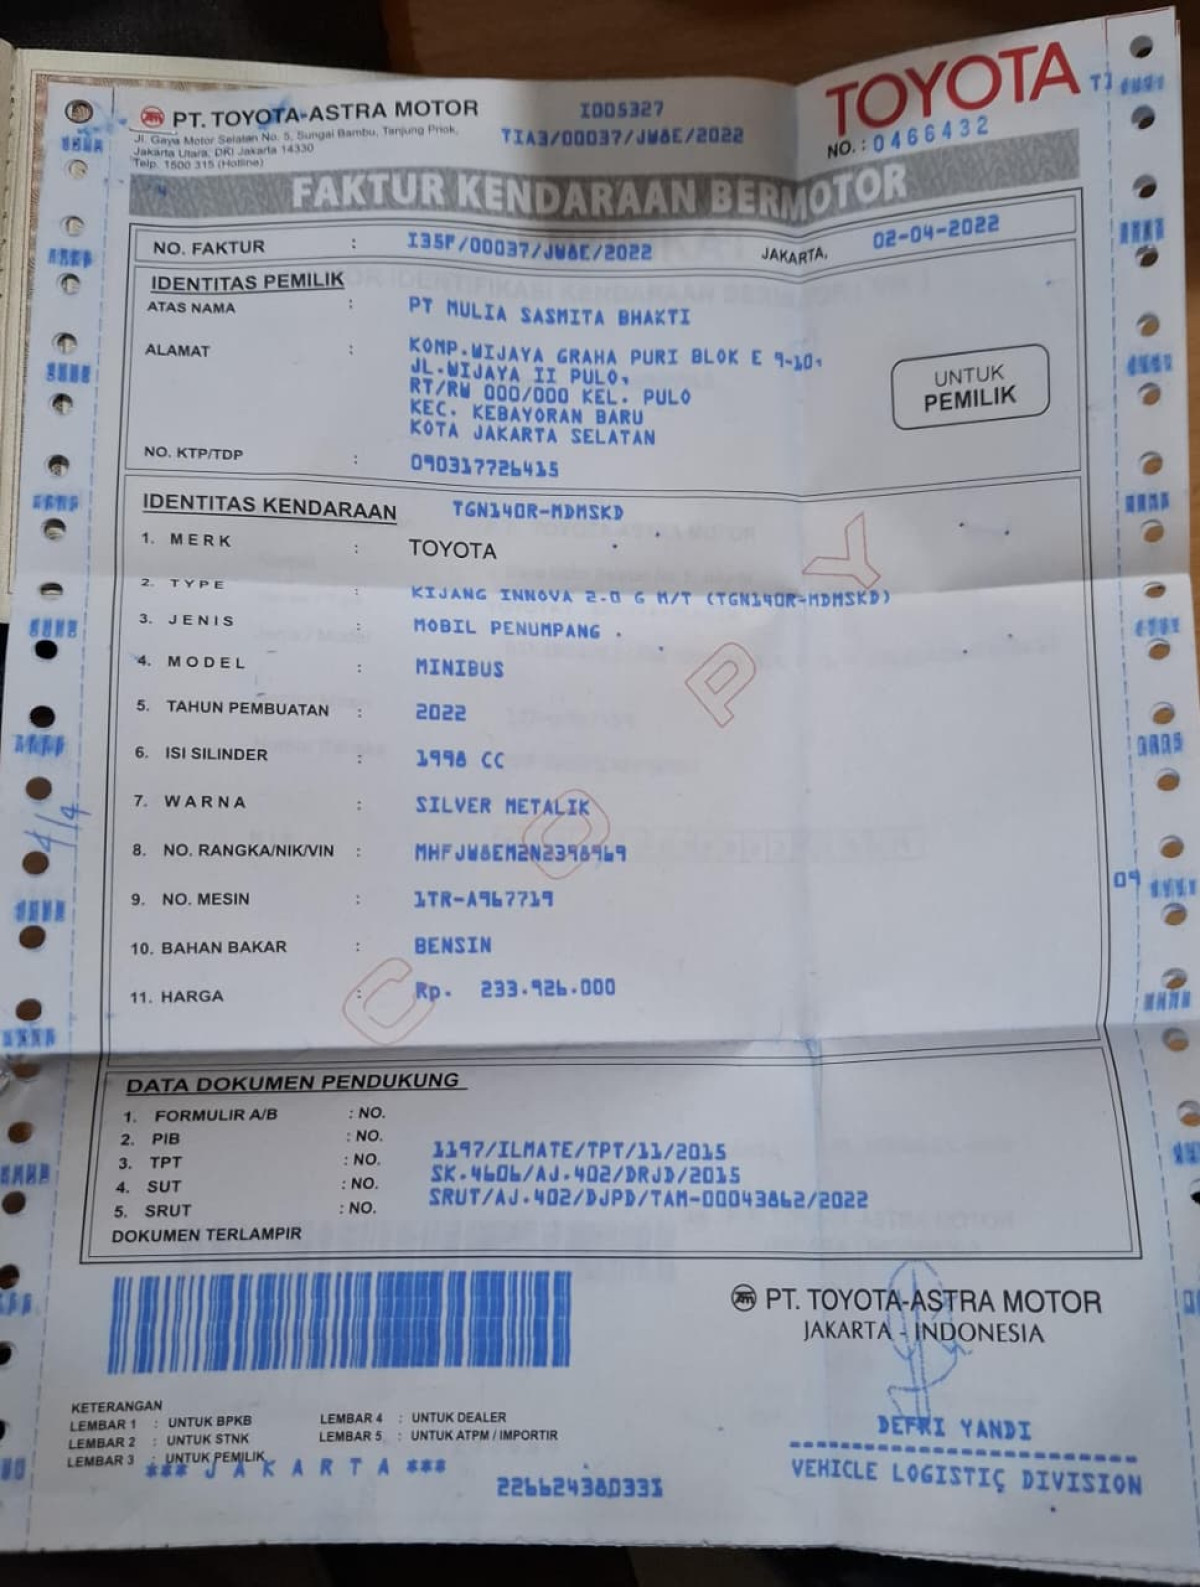 PT. TOYOTA-ASTRA MOTOR
Jl. Gaya Motor Selatan No. 5, Sungai Bambu, Tanjung Priok,
Jakarta Utara, DKI Jakarta 14330
Telp. 1500 315 (Hotline)
I005327
TIA3/00037/JW8E/2022
TOYOTA
NO.: 0466432
FAKTUR KENDARAAN BERMOTOR
NO. FAKTUR : I35P/00037/JW8E/2022 JAKARTA, 02-04-2022
IDENTITAS PEMILIK
ATAS NAMA : PT MULIA SASMITA BHAKTI
ALAMAT : KOMP.WIJAYA GRAHA PURI BLOK E 9-10,
JL.WIJAYA II PULO,
RT/RW 000/000 KEL. PULO
KEC. KEBAYORAN BARU
KOTA JAKARTA SELATAN
UNTUK
PEMILIK
NO. KTP/TDP : 090317726415
IDENTITAS KENDARAAN TGN140R-MDMSKD
1. MERK : TOYOTA
2. TYPE : KIJANG INNOVA 2.0 G M/T (TGN140R-MDMSKD)
3. JENIS : MOBIL PENUMPANG .
4. MODEL : MINIBUS
5. TAHUN PEMBUATAN : 2022
6. ISI SILINDER : 1998 CC
7. WARNA : SILVER METALIK
8. NO. RANGKA/NIK/VIN : MHFJW8EM2N2398969
9. NO. MESIN : 1TR-A967719
10. BAHAN BAKAR : BENSIN
11. HARGA : Rp. 233.926.000
COPY
09
4/4
DATA DOKUMEN PENDUKUNG
1. FORMULIR A/B : NO.
2. PIB : NO.
3. TPT : NO. 1197/ILMATE/TPT/11/2015
4. SUT : NO. SK.4606/AJ.402/DRJD/2015
5. SRUT : NO. SRUT/AJ.402/DJPD/TAM-00043862/2022
DOKUMEN TERLAMPIR
PT. TOYOTA-ASTRA MOTOR
JAKARTA - INDONESIA
KETERANGAN
LEMBAR 1 : UNTUK BPKB LEMBAR 4 : UNTUK DEALER
LEMBAR 2 : UNTUK STNK LEMBAR 5 : UNTUK ATPM / IMPORTIR
LEMBAR 3 : UNTUK PEMILIK
*** J A K A R T A ***
DEFRI YANDI
VEHICLE LOGISTIC DIVISION